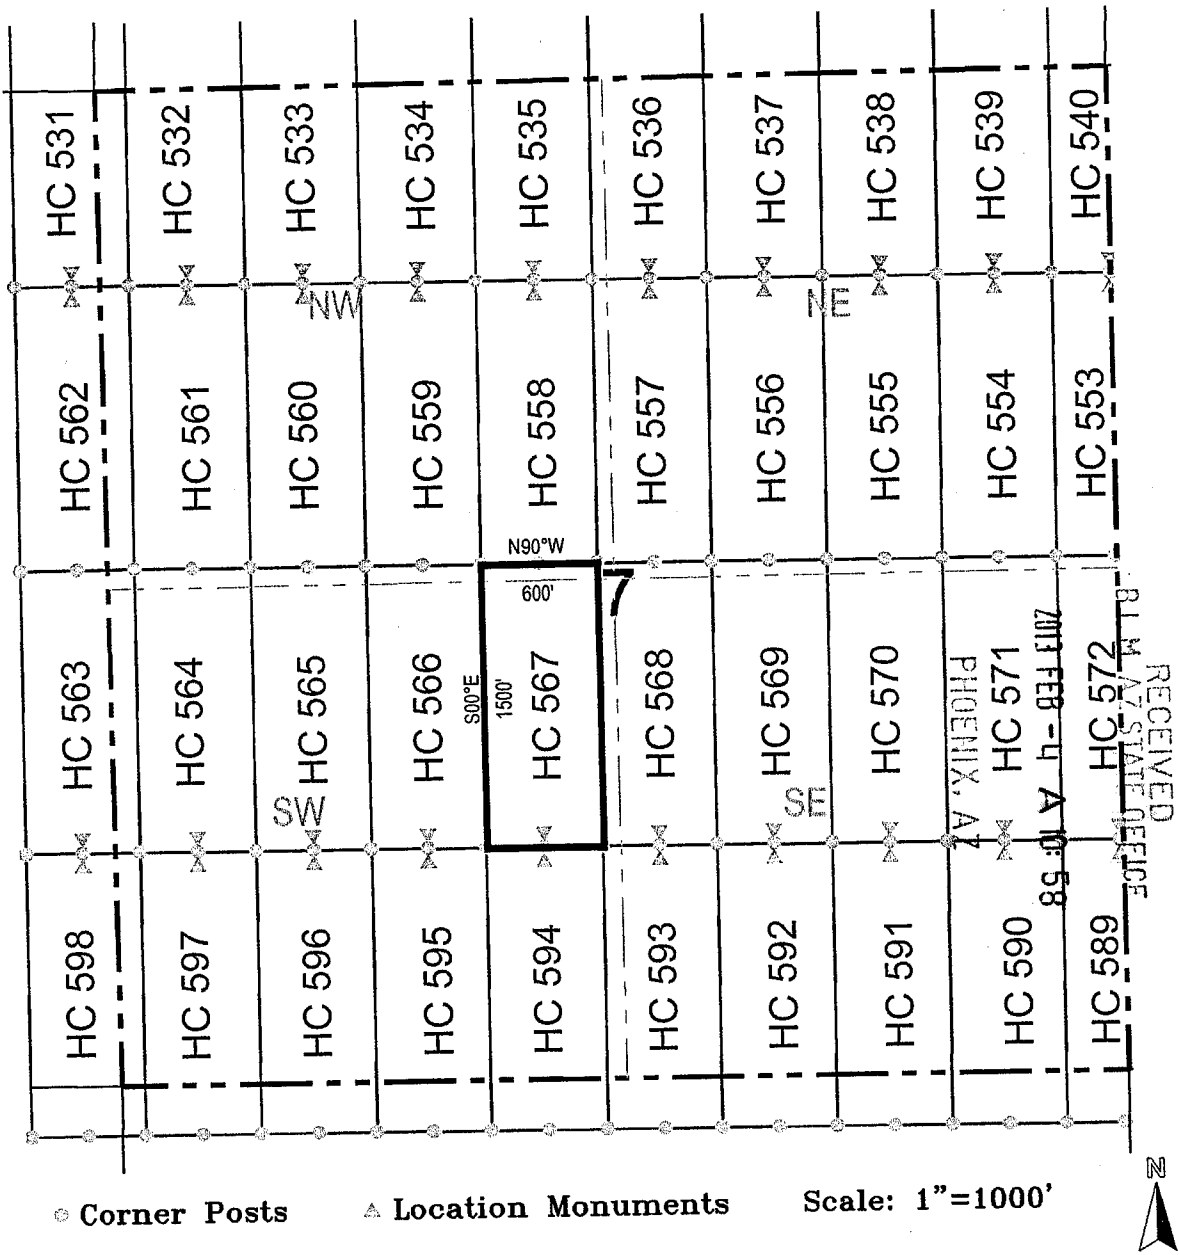 HC 531
HC 532
HC 533
HC 534
HC 535
HC 536
HC 537
HC 538
HC 539
HC 540
NW
NE
HC 562
HC 561
HC 560
HC 559
HC 558
HC 557
HC 556
HC 555
HC 554
HC 553
N90°W
600'
7
S00°E
1500'
HC 563
HC 564
HC 565
HC 566
HC 567
HC 568
HC 569
HC 570
HC 571
HC 572
SW
SE
RECEIVED
B.L.M. AZ STATE OFFICE
2013 FEB -4 A 10:58
PHOENIX, AZ
HC 598
HC 597
HC 596
HC 595
HC 594
HC 593
HC 592
HC 591
HC 590
HC 589
N
Corner Posts Location Monuments Scale: 1"=1000'